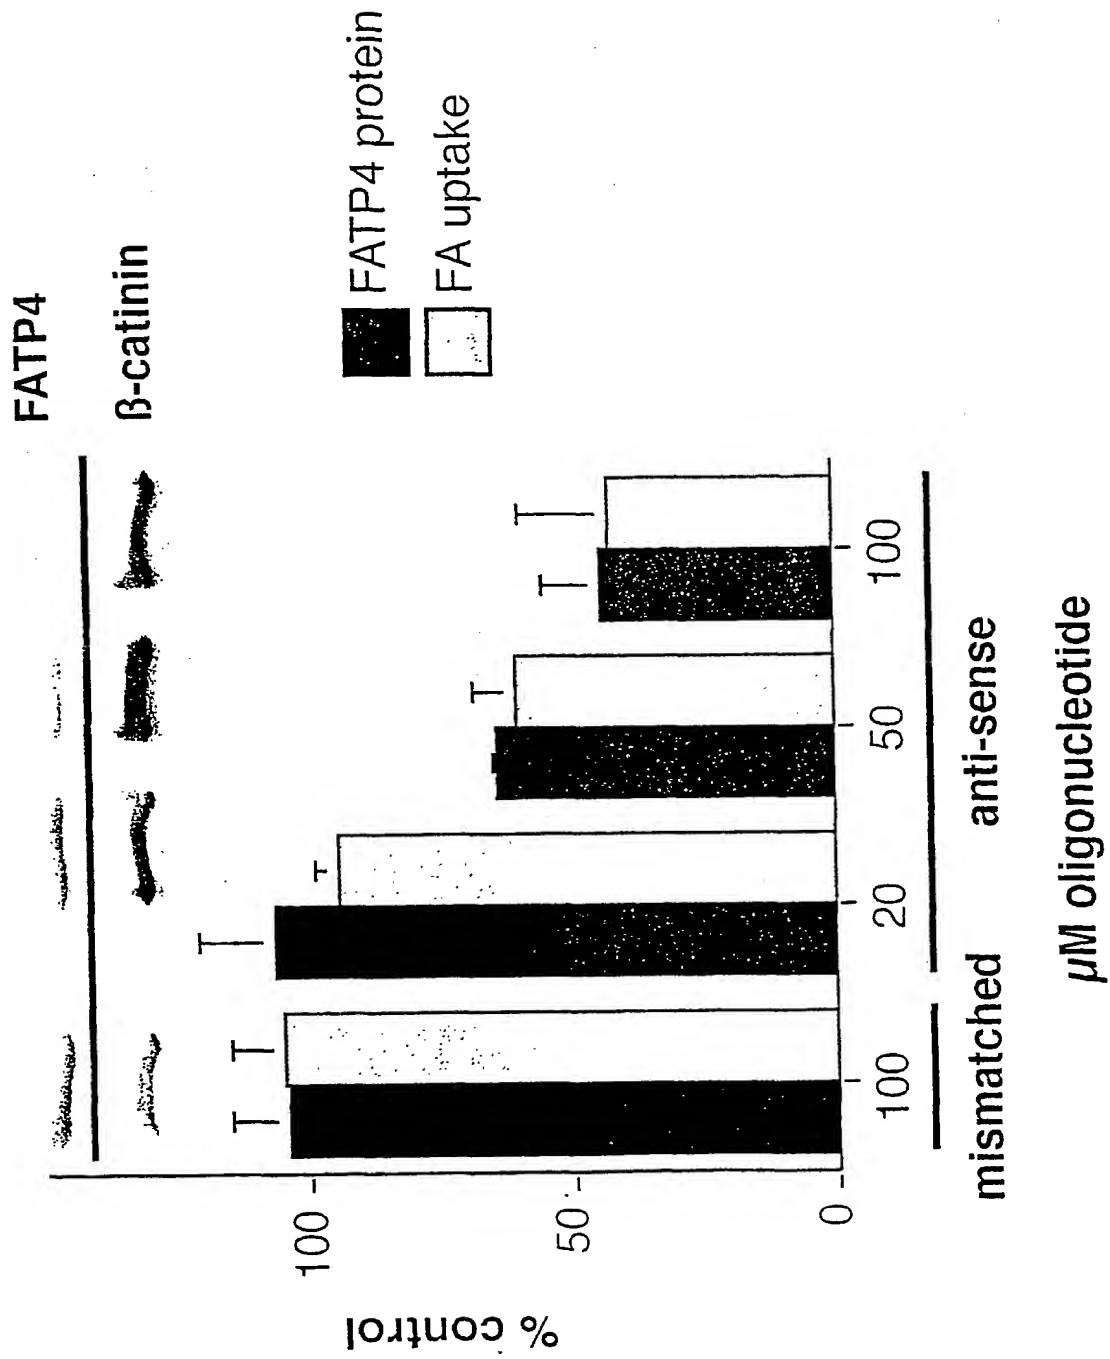 FATP4
ß-catinin
FATP4 protein
FA uptake
% control
100
50
0
100
20
50
100
mismatched
anti-sense
µM oligonucleotide